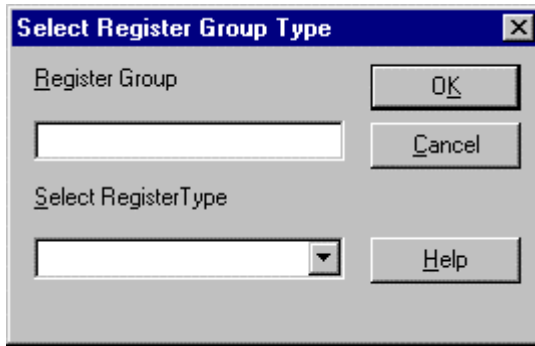 Select Register Group Type
Register Group
OK
Cancel
Select RegisterType
Help